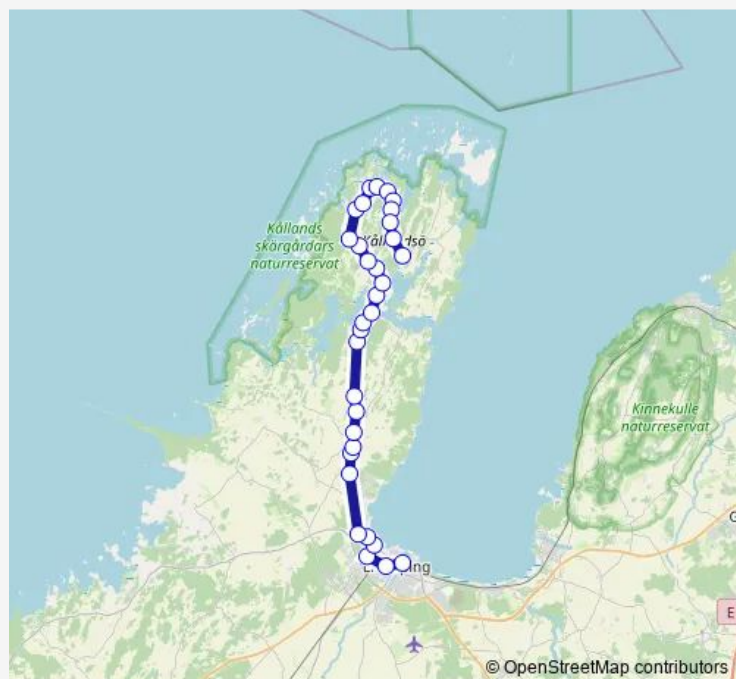 Kållands
skärgårdars
naturreservat
Kinnekulle
naturreservat
G
E
© OpenStreetMap contributors